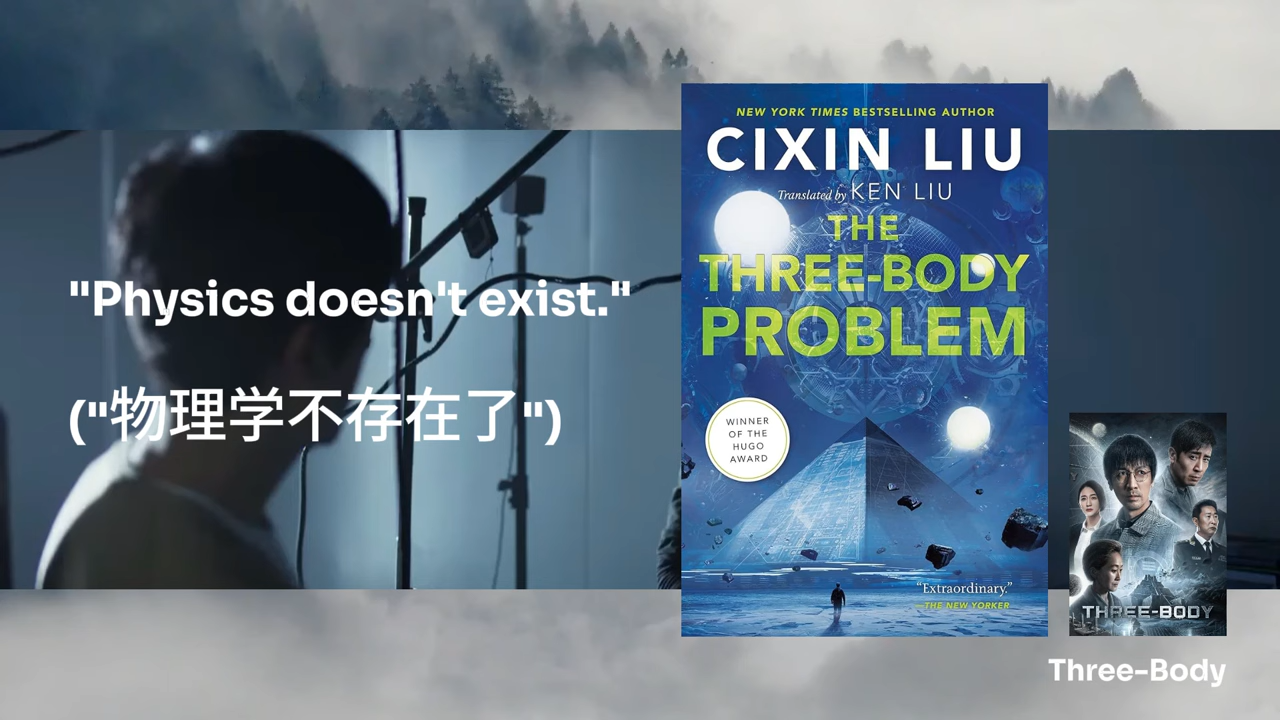 "Physics doesn't exist."
("物理学不存在了")
NEW YORK TIMES BESTSELLING AUTHOR
CIXIN LIU
Translated by KEN LIU
THE
THREE-BODY
PROBLEM
WINNER
OF THE
HUGO
AWARD
"Extraordinary."
—THE NEW YORKER
THREE-BODY
Three-Body